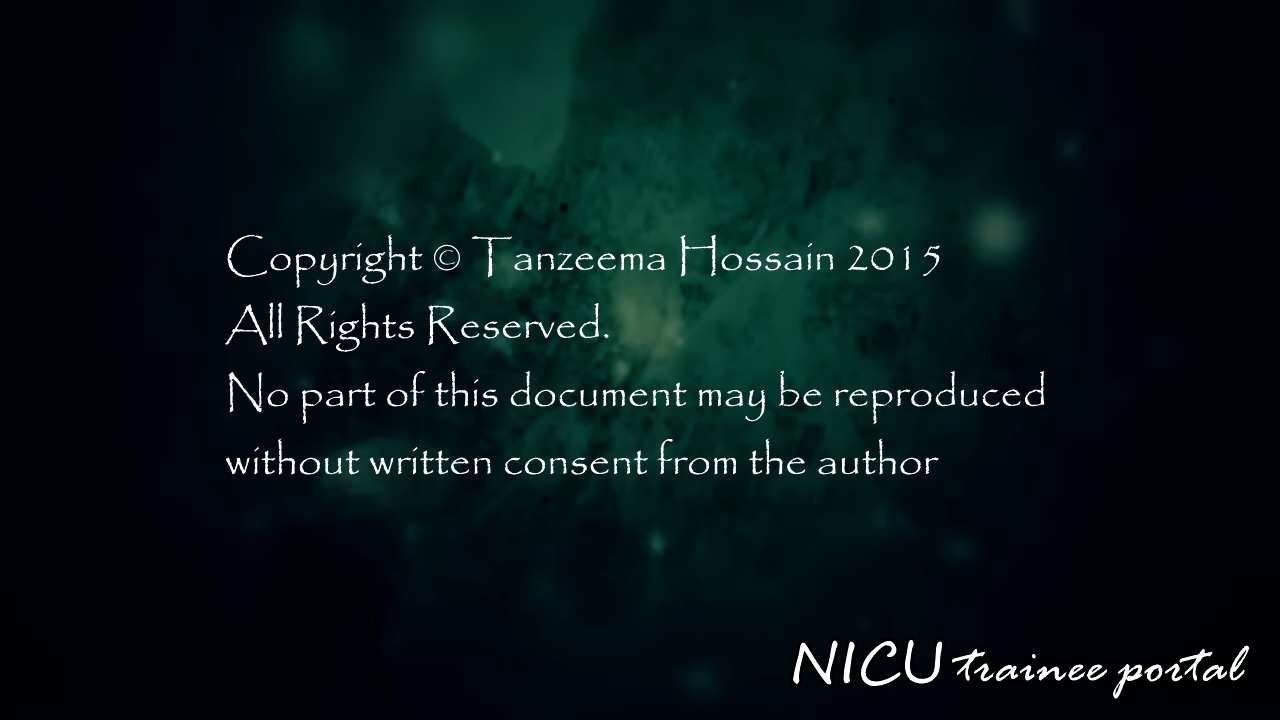 Copyright © Tanzeema Hossain 2015
All Rights Reserved.
No part of this document may be reproduced
without written consent from the author
NICU trainee portal